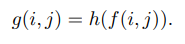 g(i, j) = h(f(i, j)).